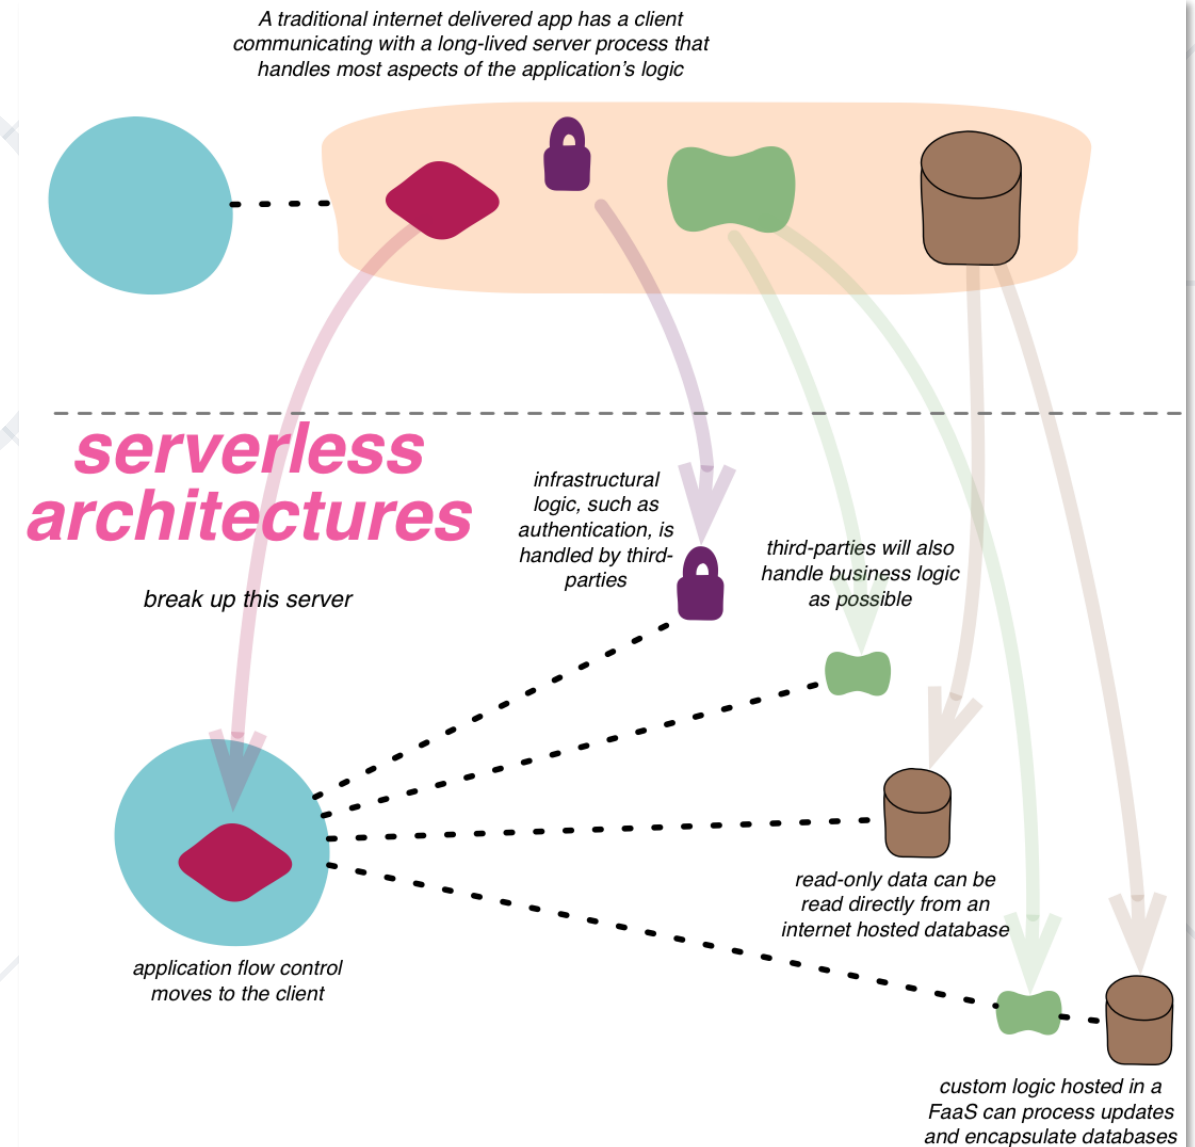 A traditional internet delivered app has a client
communicating with a long-lived server process that
handles most aspects of the application's logic
serverless
architectures
break up this server
infrastructural
logic, such as
authentication, is
handled by third-
parties
third-parties will also
handle business logic
as possible
read-only data can be
read directly from an
internet hosted database
application flow control
moves to the client
custom logic hosted in a
FaaS can process updates
and encapsulate databases